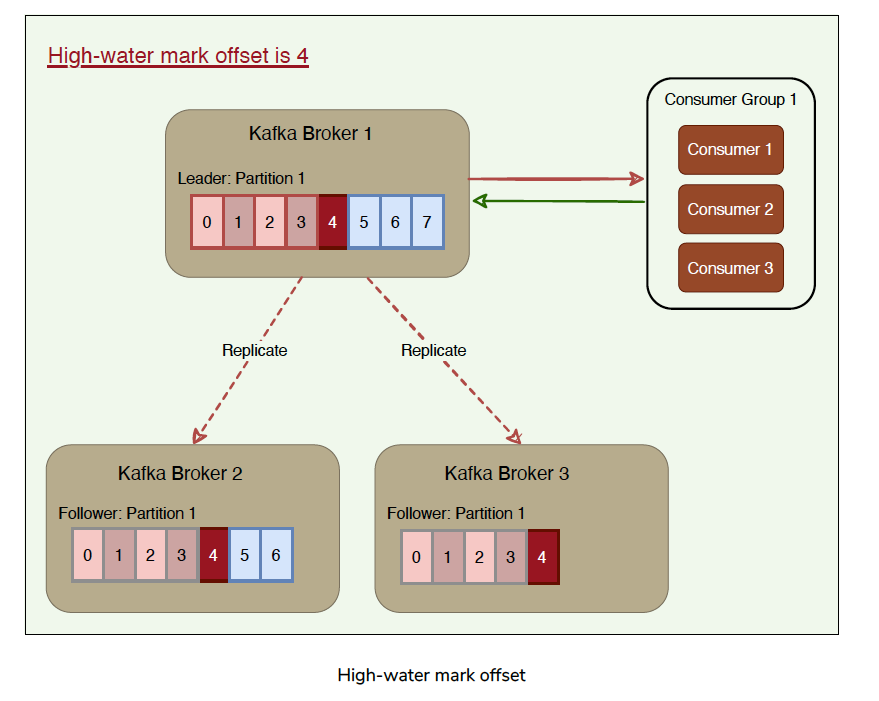 High-water mark offset is 4
Kafka Broker 1
Leader: Partition 1
0 1 2 3 4 5 6 7
Consumer Group 1
Consumer 1
Consumer 2
Consumer 3
Replicate
Replicate
Kafka Broker 2
Follower: Partition 1
0 1 2 3 4 5 6
Kafka Broker 3
Follower: Partition 1
0 1 2 3 4
High-water mark offset